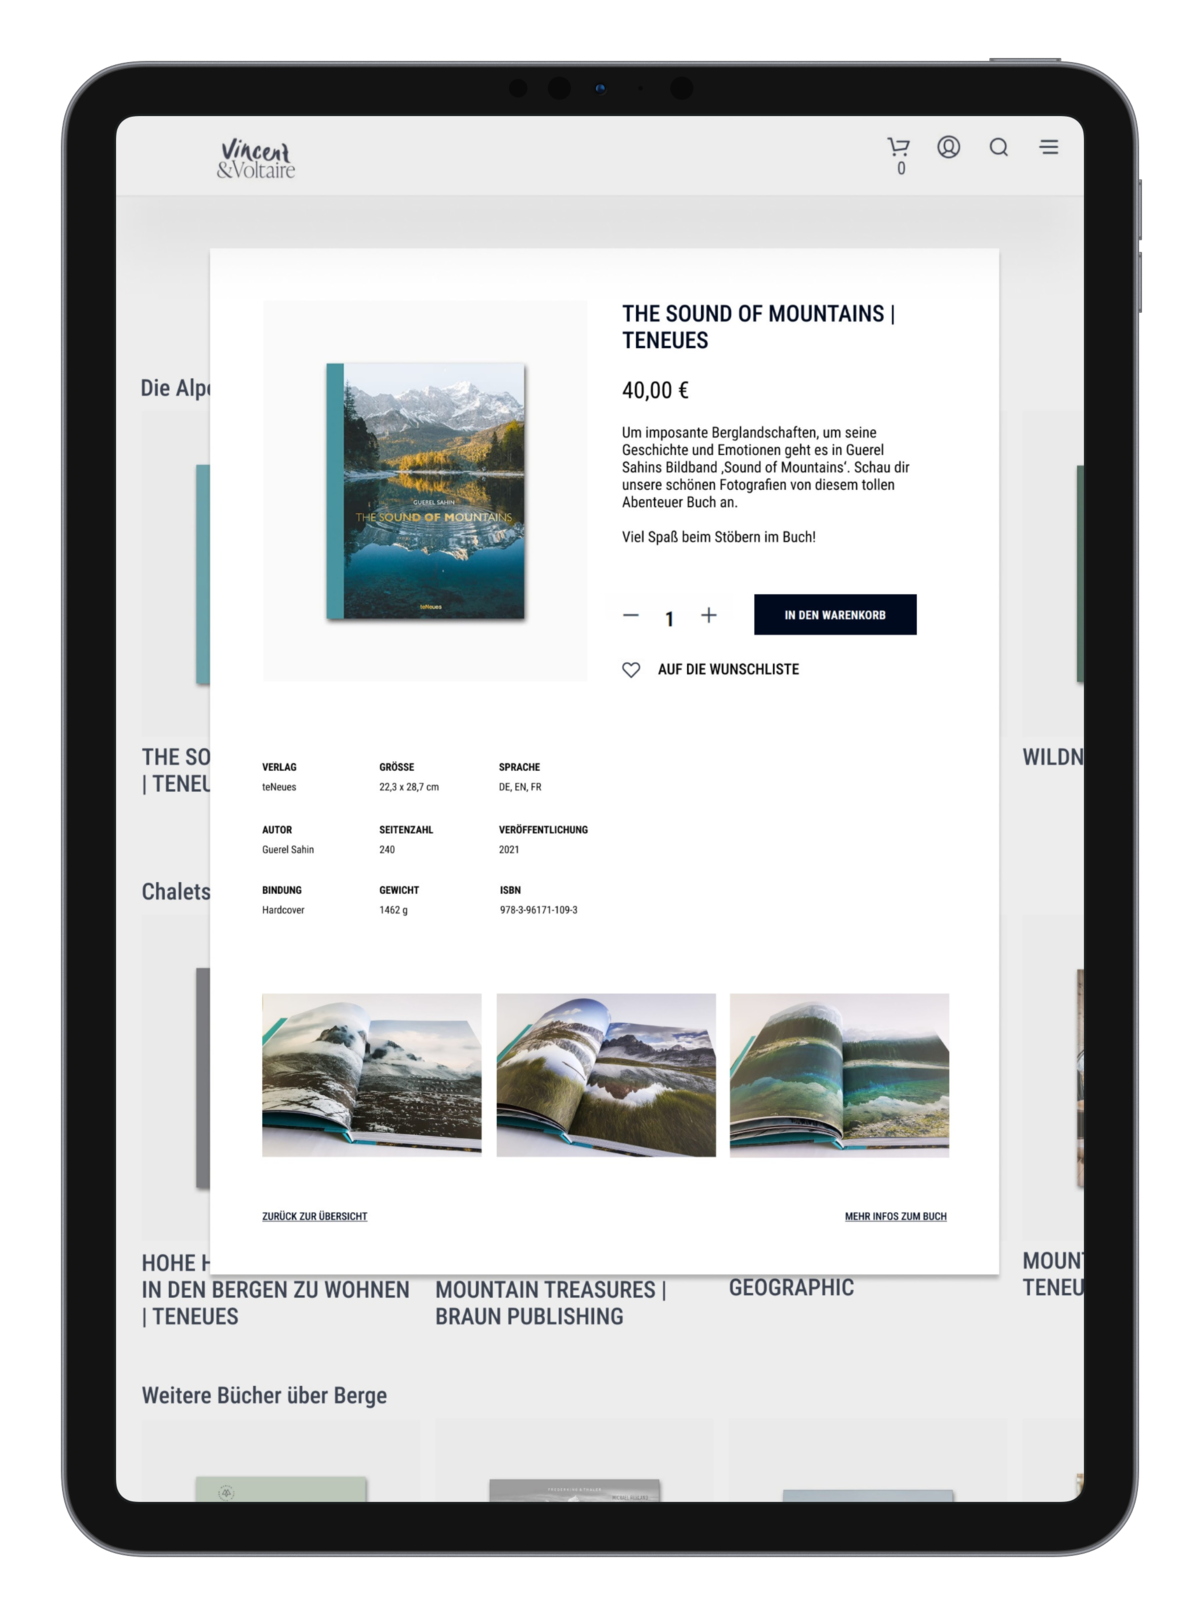 Vincent
&Voltaire
0
Die Alpe
THE SOUND OF MOUNTAINS |
TENEUES
40,00 €
Um imposante Berglandschaften, um seine
Geschichte und Emotionen geht es in Guerel
Sahins Bildband ‚Sound of Mountains‘. Schau dir
unsere schönen Fotografien von diesem tollen
Abenteuer Buch an.
Viel Spaß beim Stöbern im Buch!
GUEREL SAHIN
THE SOUND OF MOUNTAINS
teNeues
1
IN DEN WARENKORB
AUF DIE WUNSCHLISTE
THE SO
| TENEU
WILDN
VERLAG
teNeues
GRÖSSE
22,3 x 28,7 cm
SPRACHE
DE, EN, FR
AUTOR
Guerel Sahin
SEITENZAHL
240
VERÖFFENTLICHUNG
2021
BINDUNG
Hardcover
GEWICHT
1462 g
ISBN
978-3-96171-109-3
Chalets
ZURÜCK ZUR ÜBERSICHT
MEHR INFOS ZUM BUCH
HOHE H
IN DEN BERGEN ZU WOHNEN
| TENEUES
MOUNTAIN TREASURES |
BRAUN PUBLISHING
GEOGRAPHIC
MOUNT
TENEU
Weitere Bücher über Berge